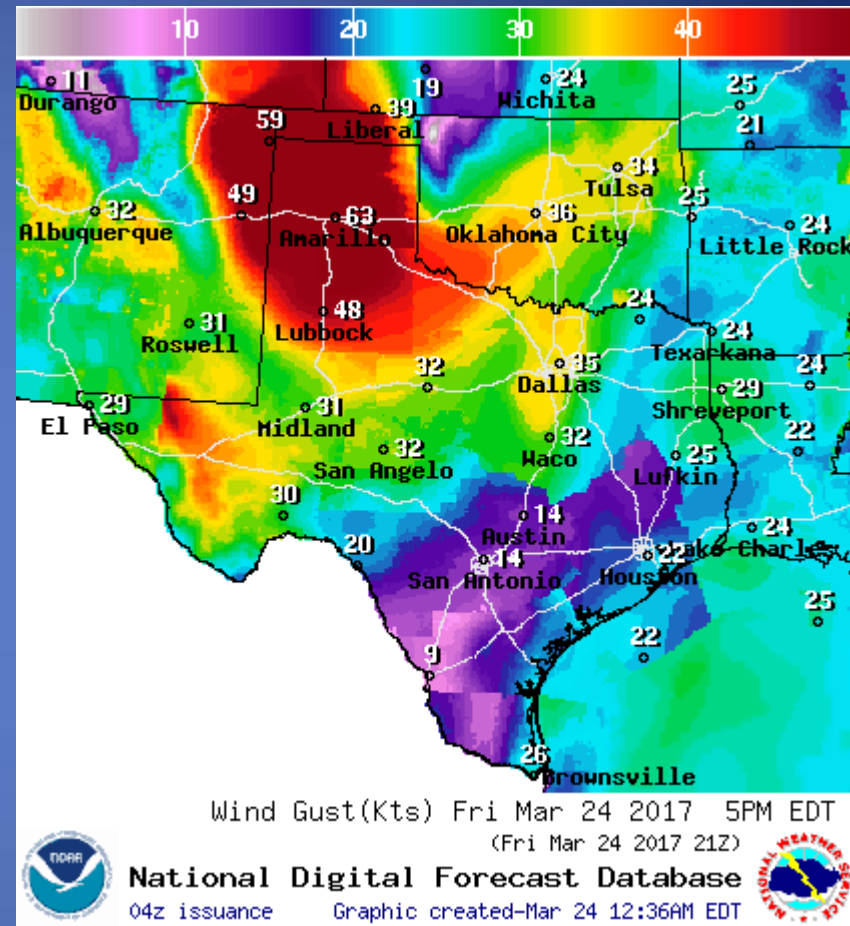 10 20 30 40
11 19 24 25
Durango Wichita
59 39 21
Liberal
34
Tulsa
32 49 63 36 25 24
Albuquerque Amarillo Oklahoma City Little Rock
31 48 24 24
Roswell Lubbock Texarkana
32 35 24
Dallas
29 31 29
El Paso Midland Shreveport
32 32 25 22
San Angelo Waco Lufkin
30 14 24
Austin
20 14 22 Lake Charles
San Antonio Houston
25
9 22
26
Brownsville
Wind Gust(Kts) Fri Mar 24 2017 5PM EDT
(Fri Mar 24 2017 21Z)
NOAA
National Digital Forecast Database
04z issuance Graphic created-Mar 24 12:36AM EDT
NATIONAL WEATHER SERVICE